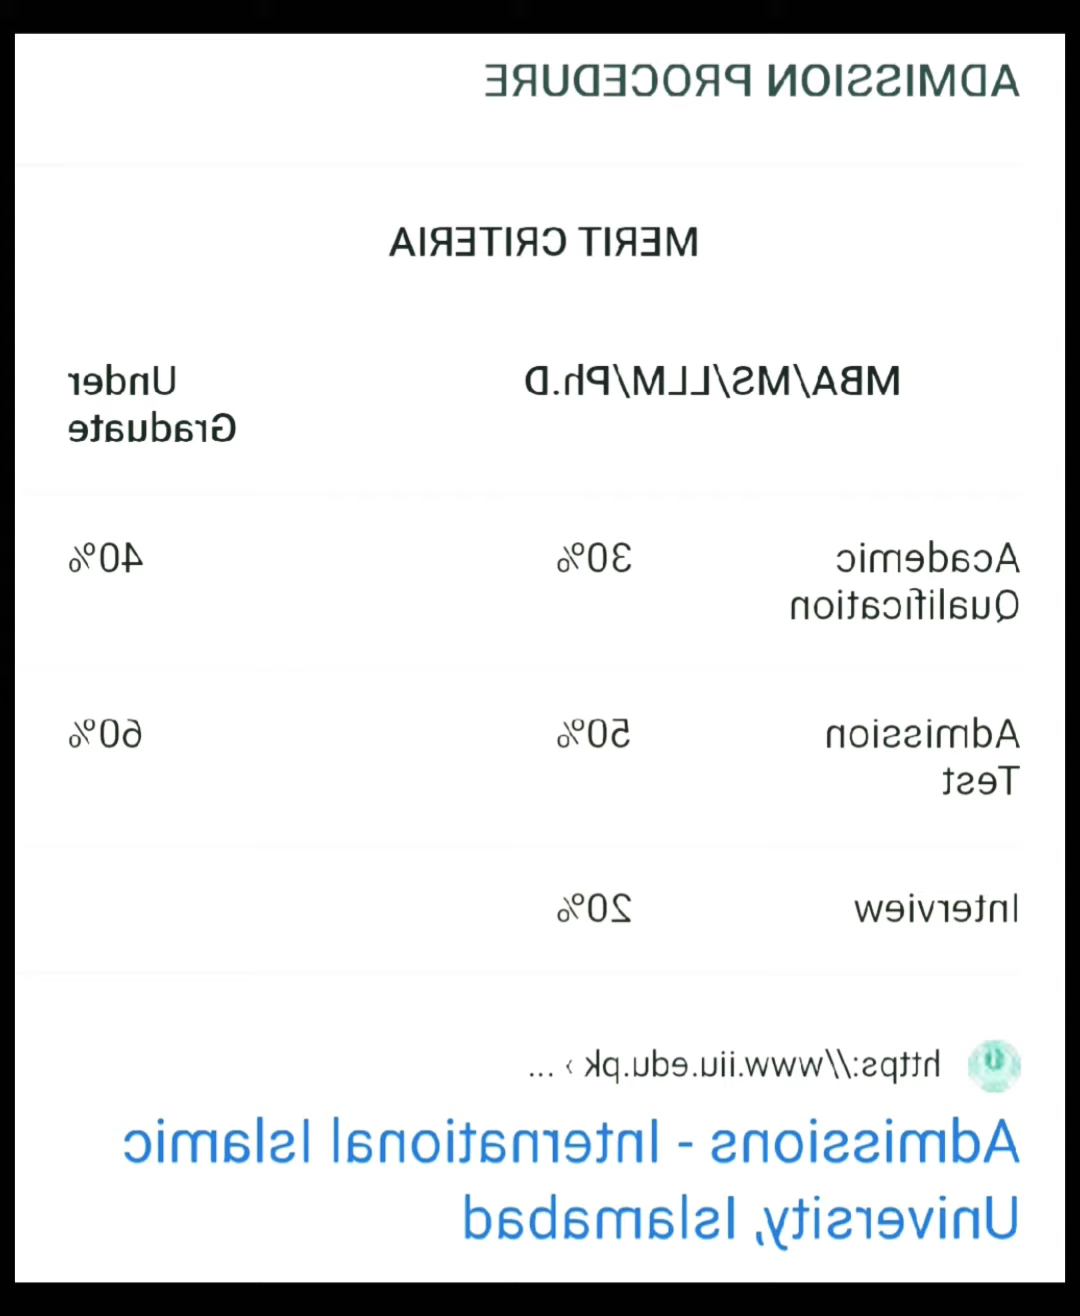 ADMISSION PROCEDURE
MERIT CRITERIA
MBA/MS/LLM/Ph.D Under
Graduate
Academic 30% 40%
Qualification
Admission 50% 60%
Test
Interview 20%
https://www.iiu.edu.pk › ...
Admissions - International Islamic
University, Islamabad